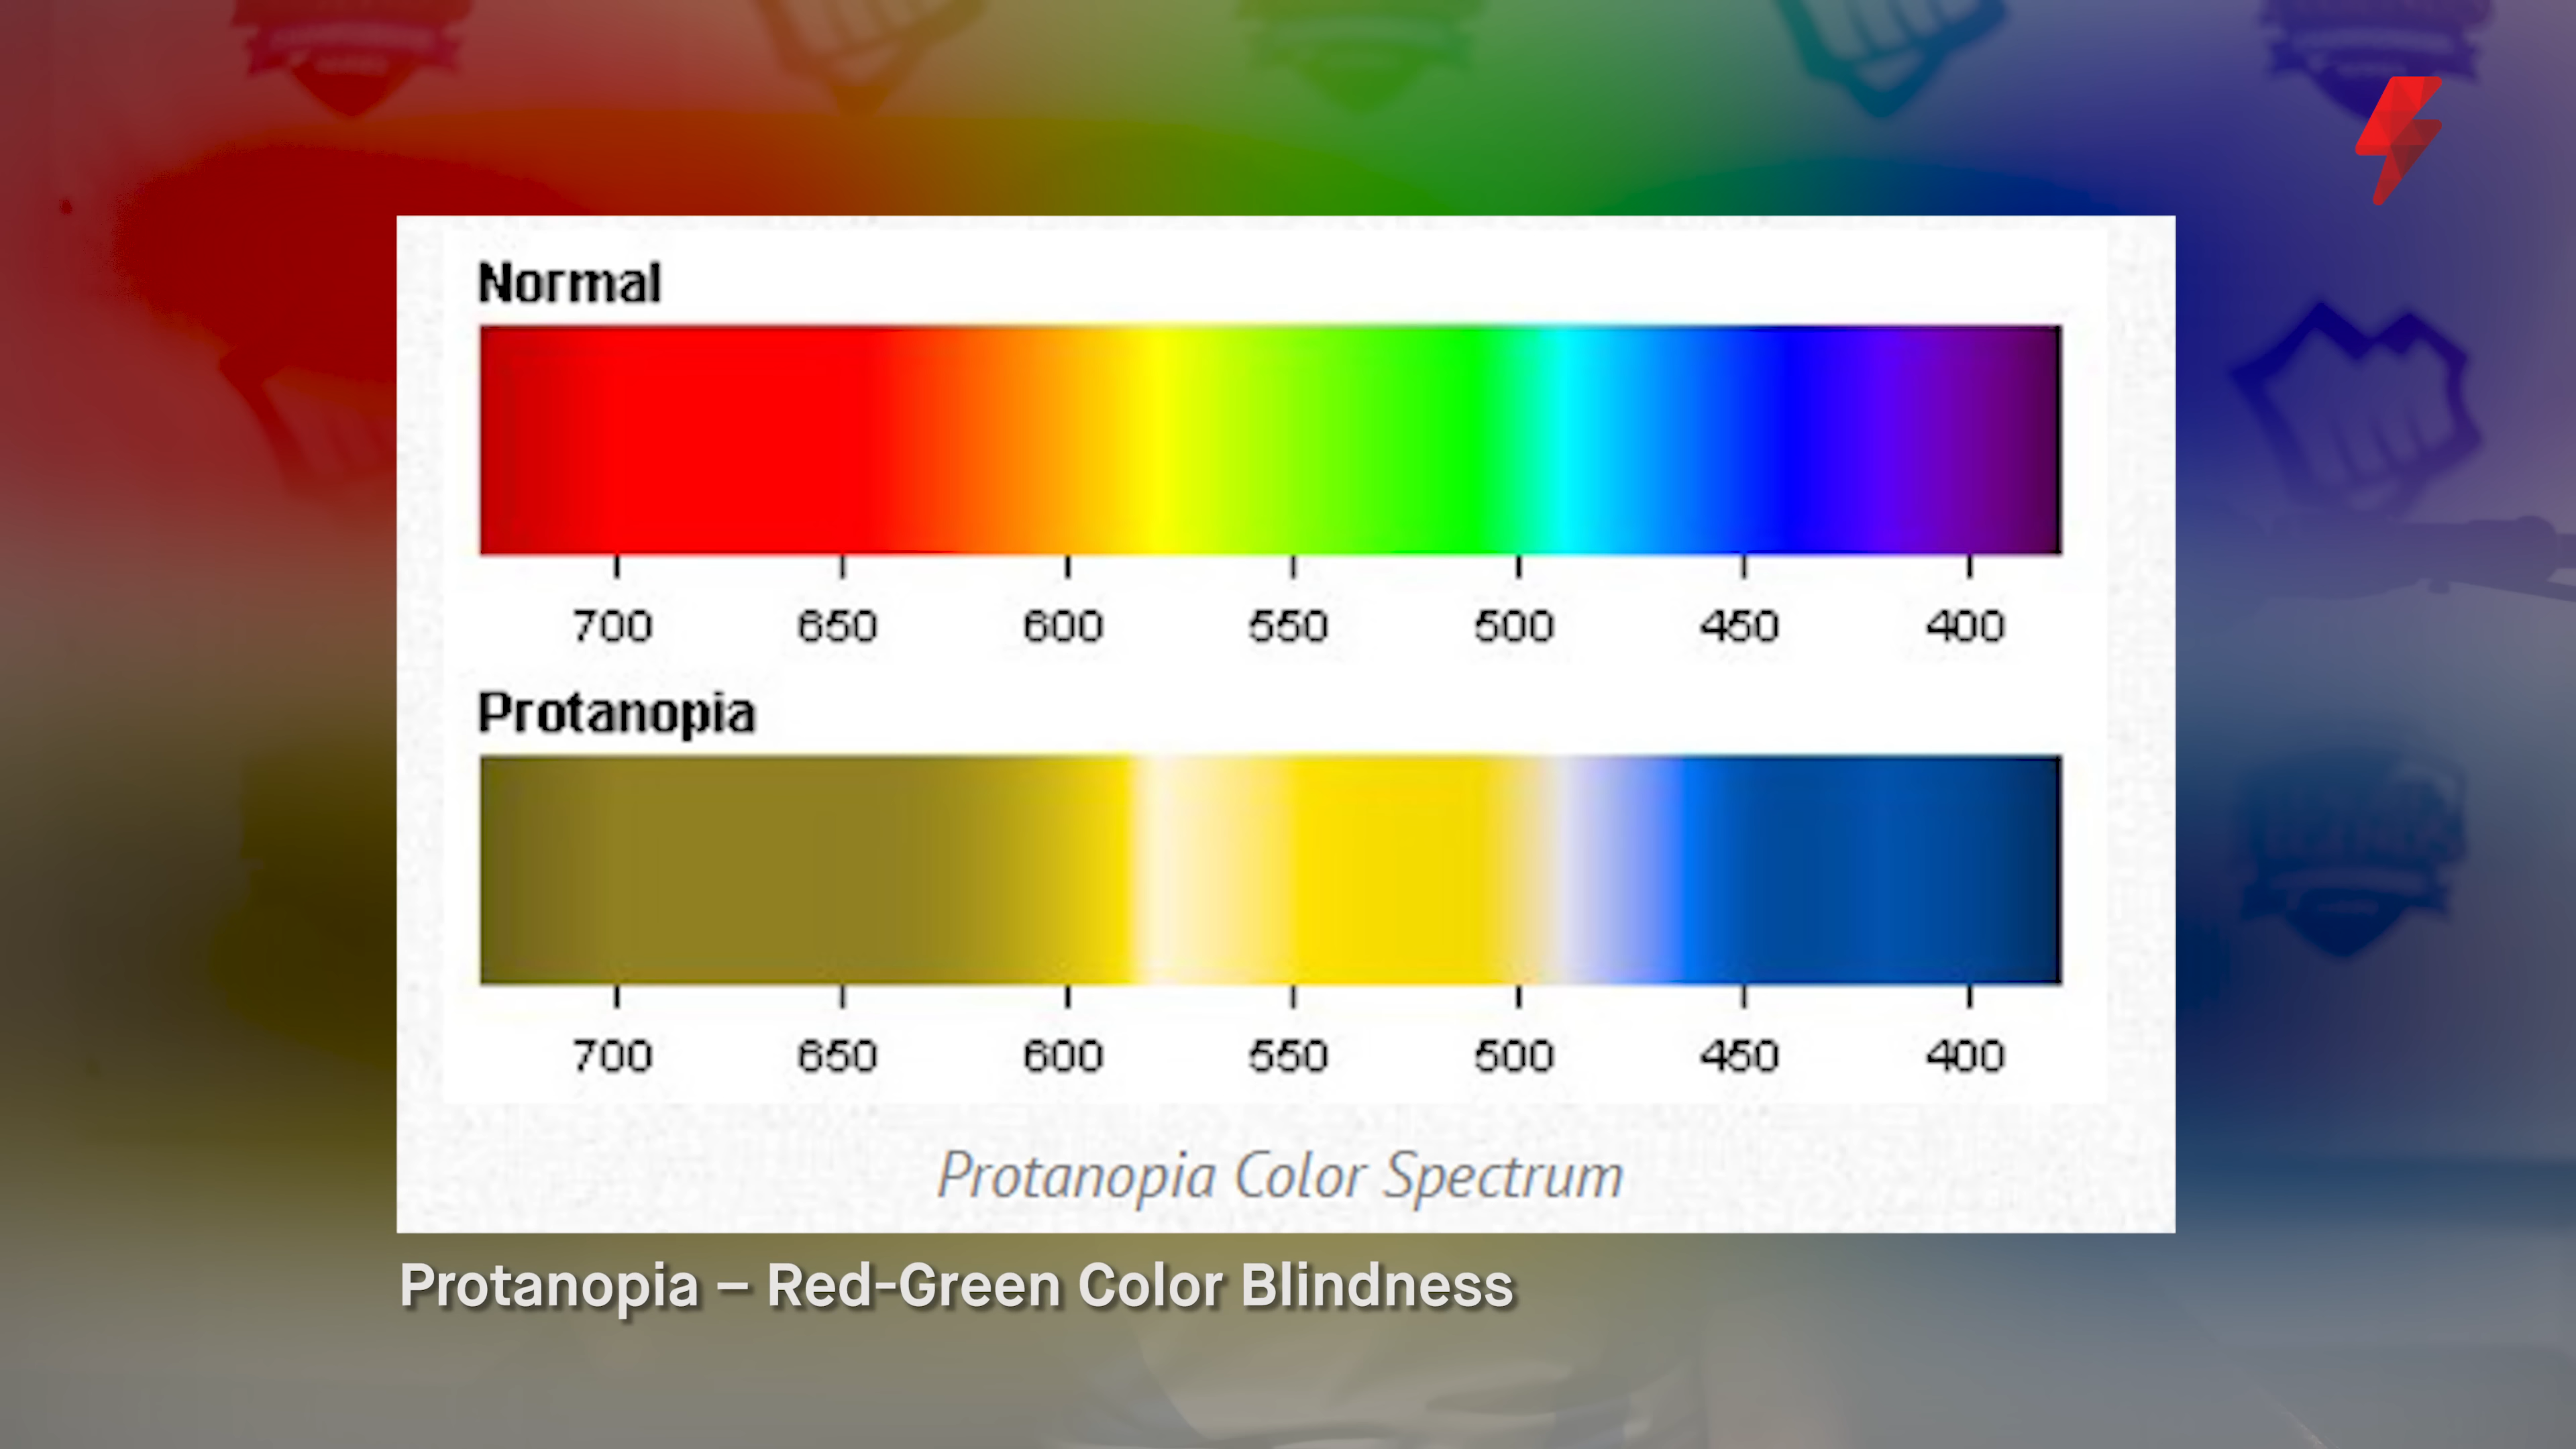 Normal
700 650 600 550 500 450 400
Protanopia
700 650 600 550 500 450 400
Protanopia Color Spectrum
Protanopia – Red-Green Color Blindness